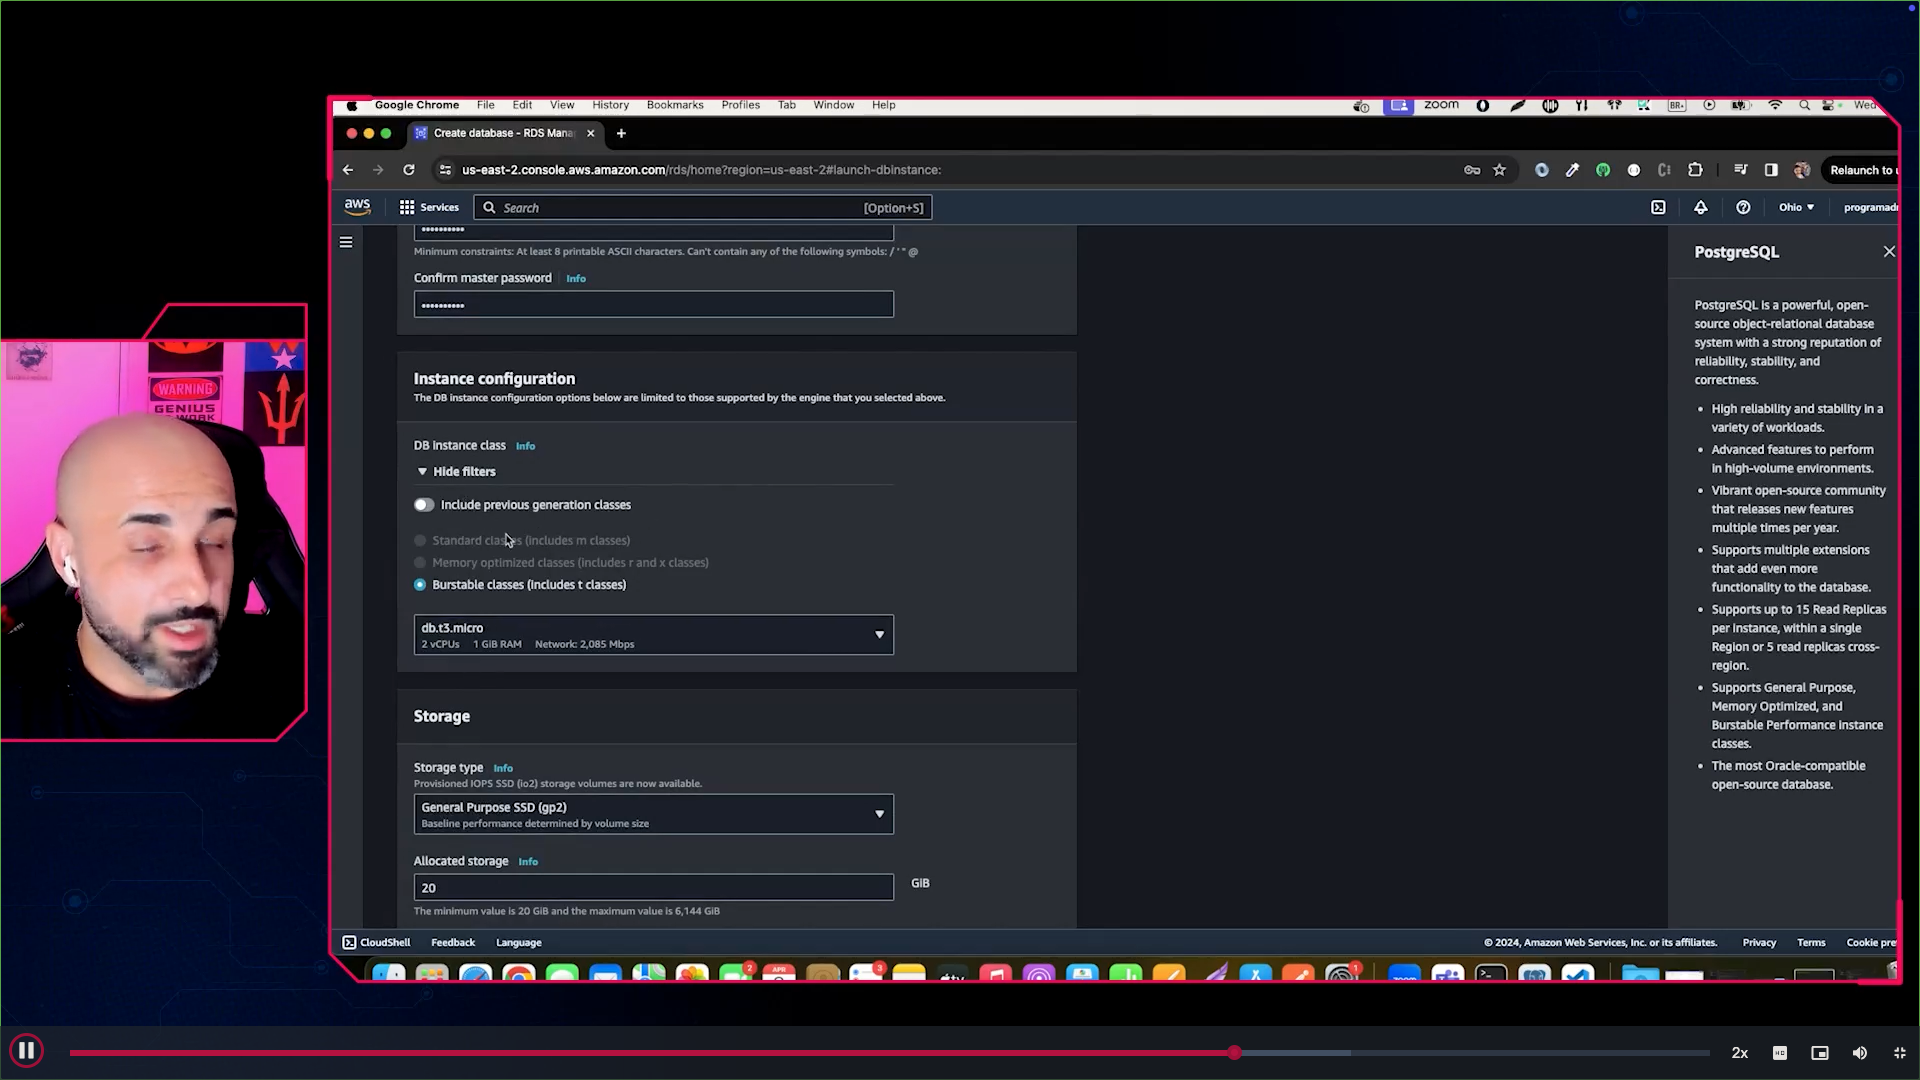 Google Chrome File Edit View History Bookmarks Profiles Tab Window Help
zoom
Wed
Create database - RDS Mana
us-east-2.console.aws.amazon.com/rds/home?region=us-east-2#launch-dbinstance:
Relaunch to u
aws Services Search [Option+S] Ohio programadr
••••••••••
Minimum constraints: At least 8 printable ASCII characters. Can't contain any of the following symbols: / ' " @
Confirm master password Info
••••••••••
Instance configuration
The DB instance configuration options below are limited to those supported by the engine that you selected above.
DB instance class Info
Hide filters
Include previous generation classes
Standard classes (includes m classes)
Memory optimized classes (includes r and x classes)
Burstable classes (includes t classes)
db.t3.micro
2 vCPUs 1 GiB RAM Network: 2,085 Mbps
Storage
Storage type Info
Provisioned IOPS SSD (io2) storage volumes are now available.
General Purpose SSD (gp2)
Baseline performance determined by volume size
Allocated storage Info
20
GiB
The minimum value is 20 GiB and the maximum value is 6,144 GiB
PostgreSQL
PostgreSQL is a powerful, open-
source object-relational database
system with a strong reputation of
reliability, stability, and
correctness.
• High reliability and stability in a
variety of workloads.
• Advanced features to perform
in high-volume environments.
• Vibrant open-source community
that releases new features
multiple times per year.
• Supports multiple extensions
that add even more
functionality to the database.
• Supports up to 15 Read Replicas
per instance, within a single
Region or 5 read replicas cross-
region.
• Supports General Purpose,
Memory Optimized, and
Burstable Performance instance
classes.
• The most Oracle-compatible
open-source database.
CloudShell Feedback Language
© 2024, Amazon Web Services, Inc. or its affiliates. Privacy Terms Cookie pre
WARNING
GENIUS
2x